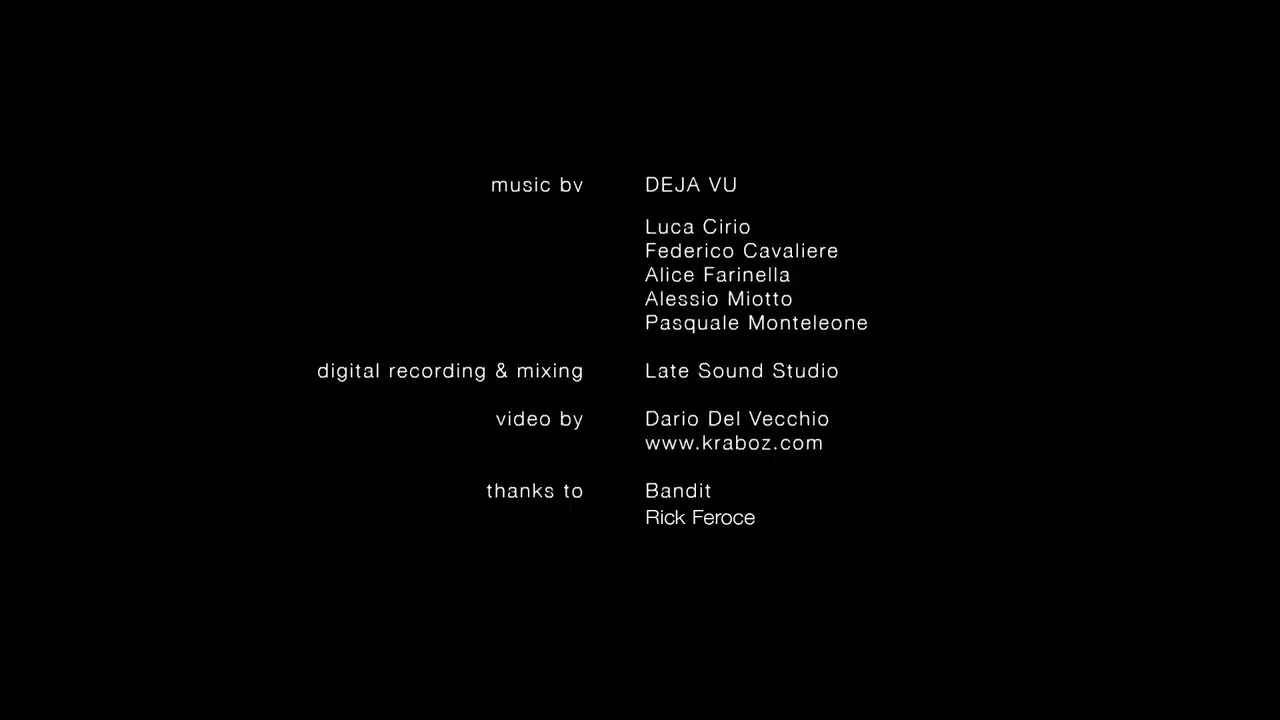 music by DEJA VU
Luca Cirio
Federico Cavaliere
Alice Farinella
Alessio Miotto
Pasquale Monteleone
digital recording & mixing Late Sound Studio
video by Dario Del Vecchio
www.kraboz.com
thanks to Bandit
Rick Feroce